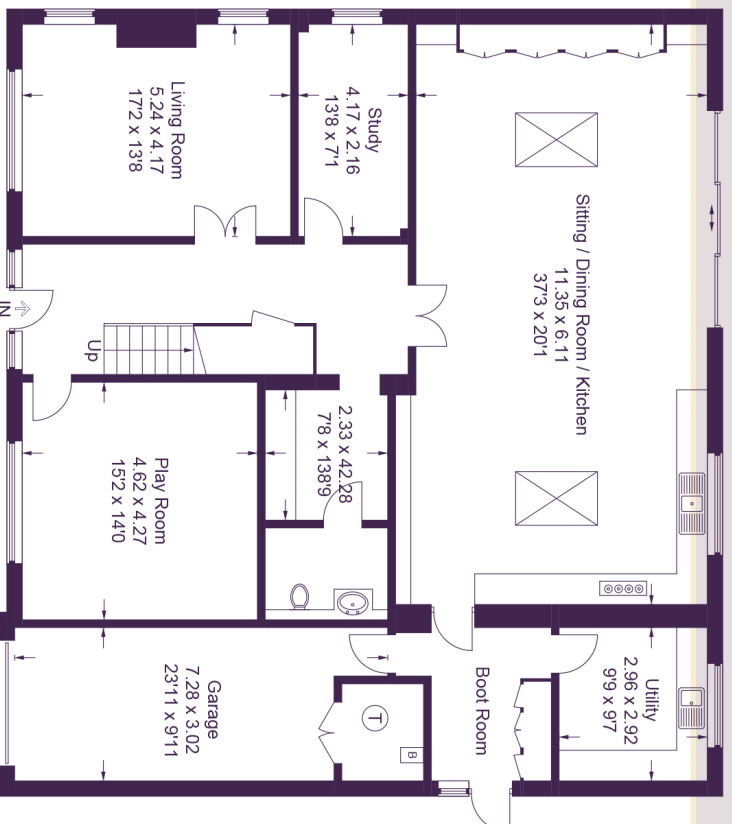 Living Room
5.24 x 4.17
17'2 x 13'8
Study
4.17 x 2.16
13'8 x 7'1
Sitting / Dining Room / Kitchen
11.35 x 6.11
37'3 x 20'1
IN
Up
Play Room
4.62 x 4.27
15'2 x 14'0
2.33 x 42.28
7'8 x 138'9
Garage
7.28 x 3.02
23'11 x 9'11
T
B
Boot Room
Utility
2.96 x 2.92
9'9 x 9'7